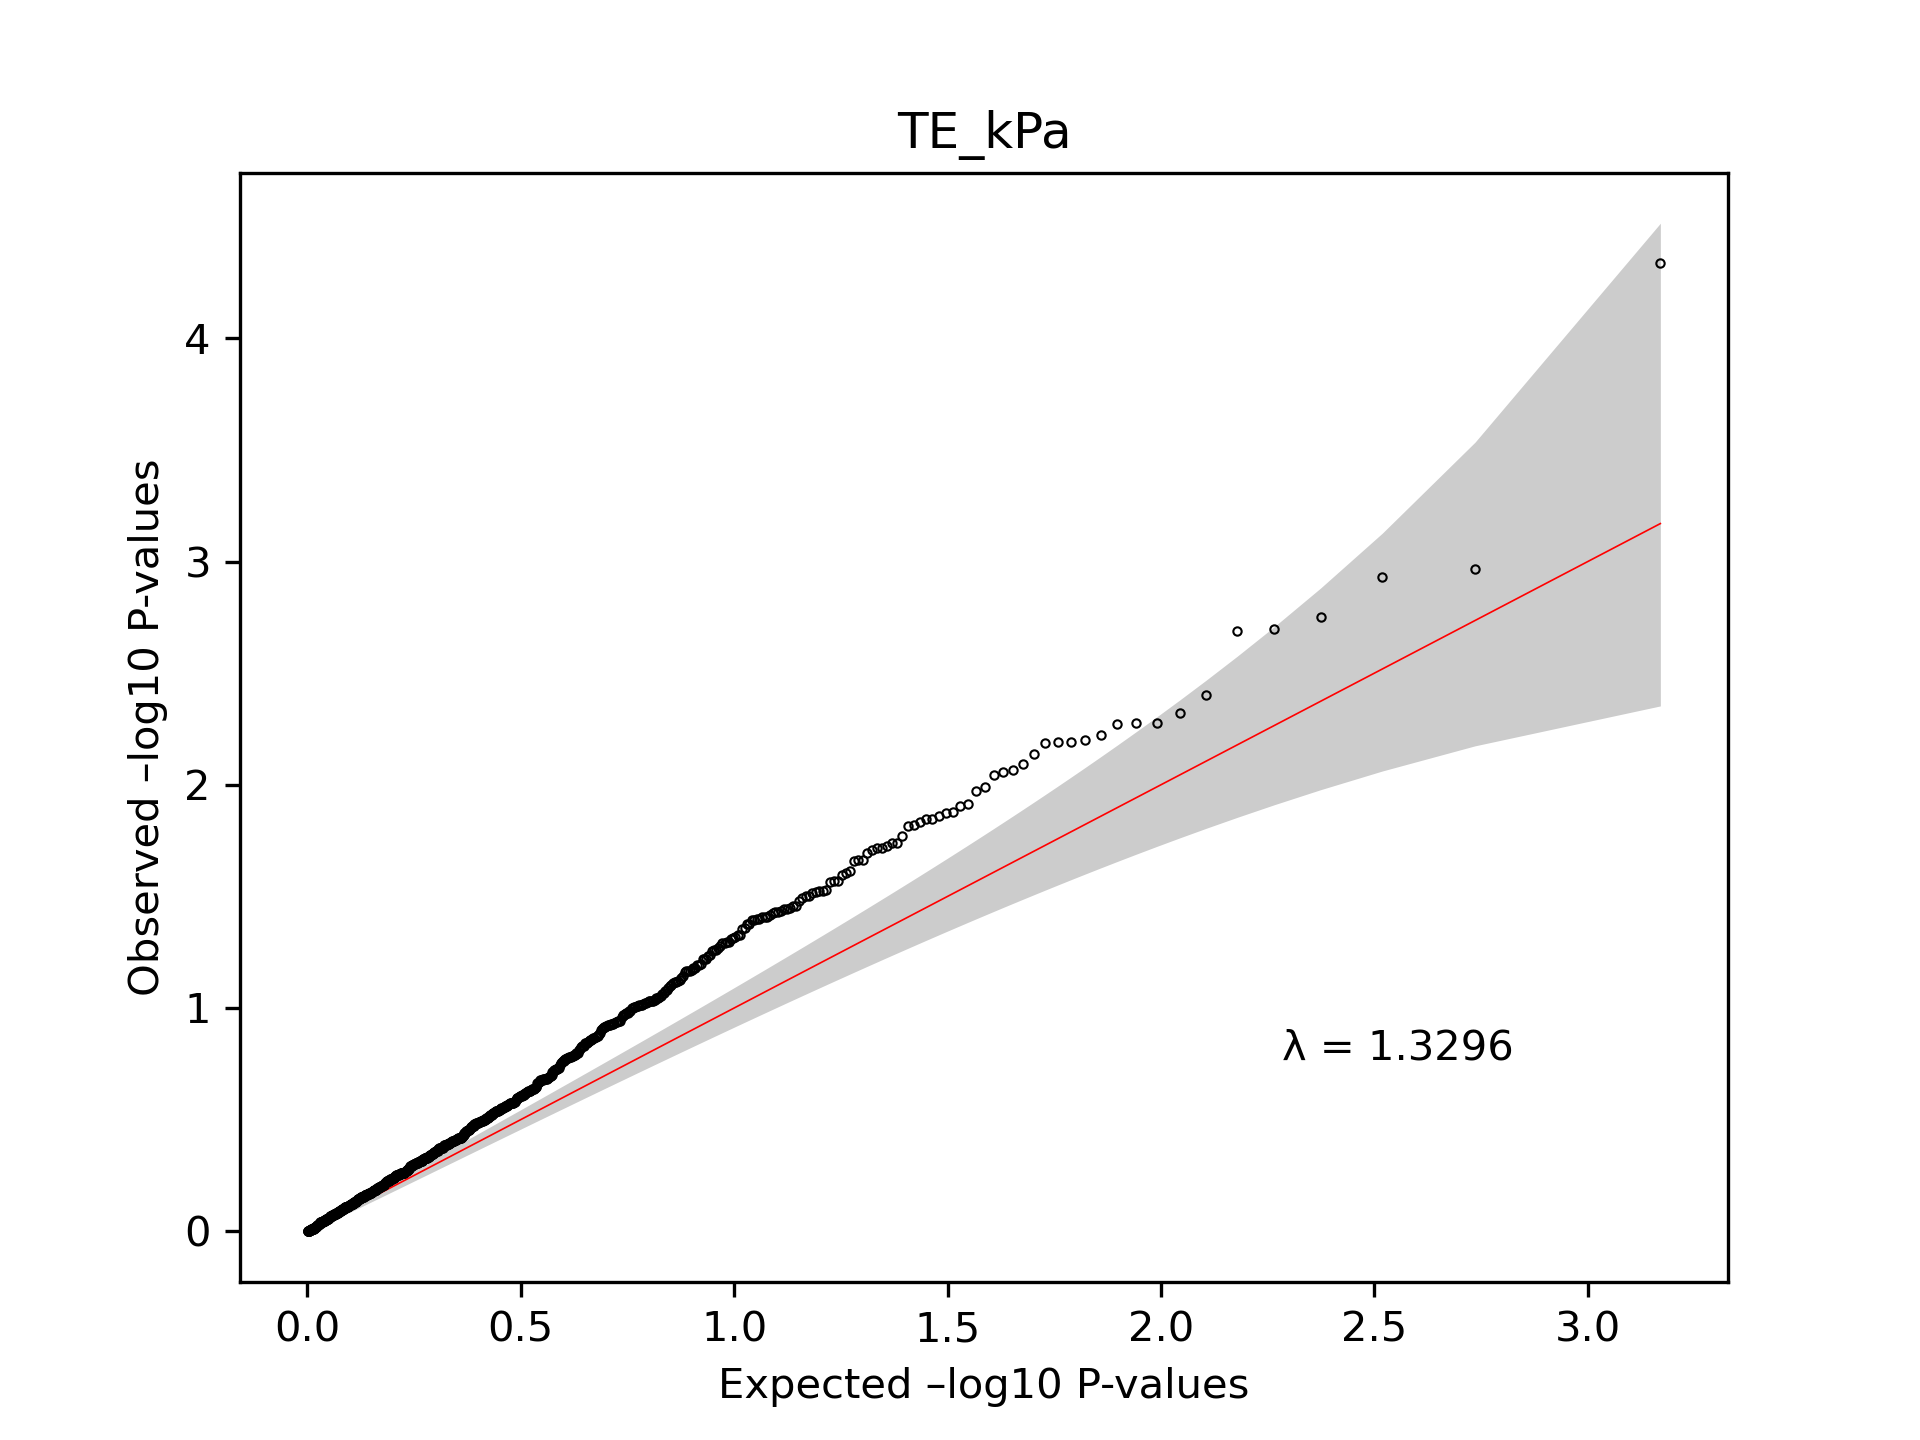 TE_kPa
Observed –log10 P-values
4
3
2
1
0
λ = 1.3296
0.0 0.5 1.0 1.5 2.0 2.5 3.0
Expected –log10 P-values